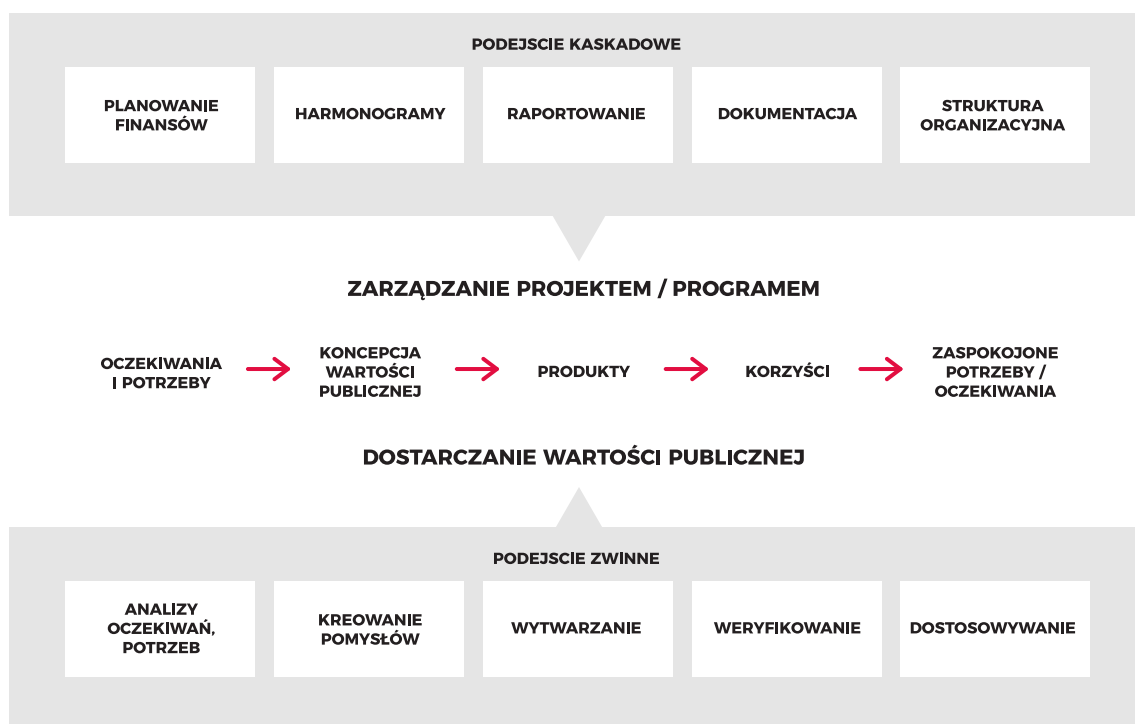 PODEJSCIE KASKADOWE
PLANOWANIE
FINANSÓW
HARMONOGRAMY
RAPORTOWANIE
DOKUMENTACJA
STRUKTURA
ORGANIZACYJNA
ZARZĄDZANIE PROJEKTEM / PROGRAMEM
OCZEKIWANIA
I POTRZEBY
KONCEPCJA
WARTOŚCI
PUBLICZNEJ
PRODUKTY
KORZYŚCI
ZASPOKOJONE
POTRZEBY /
OCZEKIWANIA
DOSTARCZANIE WARTOŚCI PUBLICZNEJ
PODEJSCIE ZWINNE
ANALIZY
OCZEKIWAŃ,
POTRZEB
KREOWANIE
POMYSŁÓW
WYTWARZANIE
WERYFIKOWANIE
DOSTOSOWYWANIE